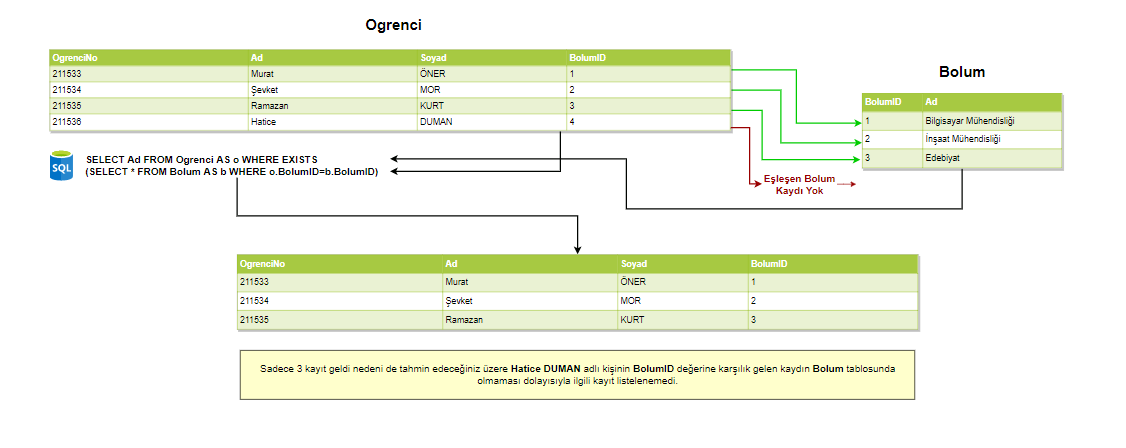 Ogrenci
OgrenciNo Ad Soyad BolumID
211533 Murat ÖNER 1
211534 Şevket MOR 2
211535 Ramazan KURT 3
211536 Hatice DUMAN 4
Bolum
BolumID Ad
1 Bilgisayar Mühendisliği
2 İnşaat Mühendisliği
3 Edebiyat
SQL
SELECT Ad FROM Ogrenci AS o WHERE EXISTS
(SELECT * FROM Bolum AS b WHERE o.BolumID=b.BolumID)
Eşleşen Bolum
Kaydı Yok
OgrenciNo Ad Soyad BolumID
211533 Murat ÖNER 1
211534 Şevket MOR 2
211535 Ramazan KURT 3
Sadece 3 kayıt geldi nedeni de tahmin edeceğiniz üzere Hatice DUMAN adlı kişinin BolumID değerine karşılık gelen kaydın Bolum tablosunda
olmaması dolayısıyla ilgili kayıt listelenemedi.